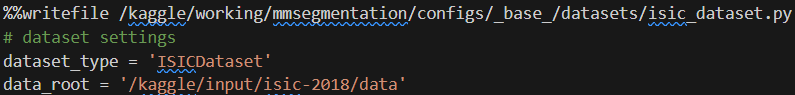 %%writefile /kaggle/working/mmsegmentation/configs/_base_/datasets/isic_dataset.py
# dataset settings
dataset_type = 'ISICDataset'
data_root = '/kaggle/input/isic-2018/data'